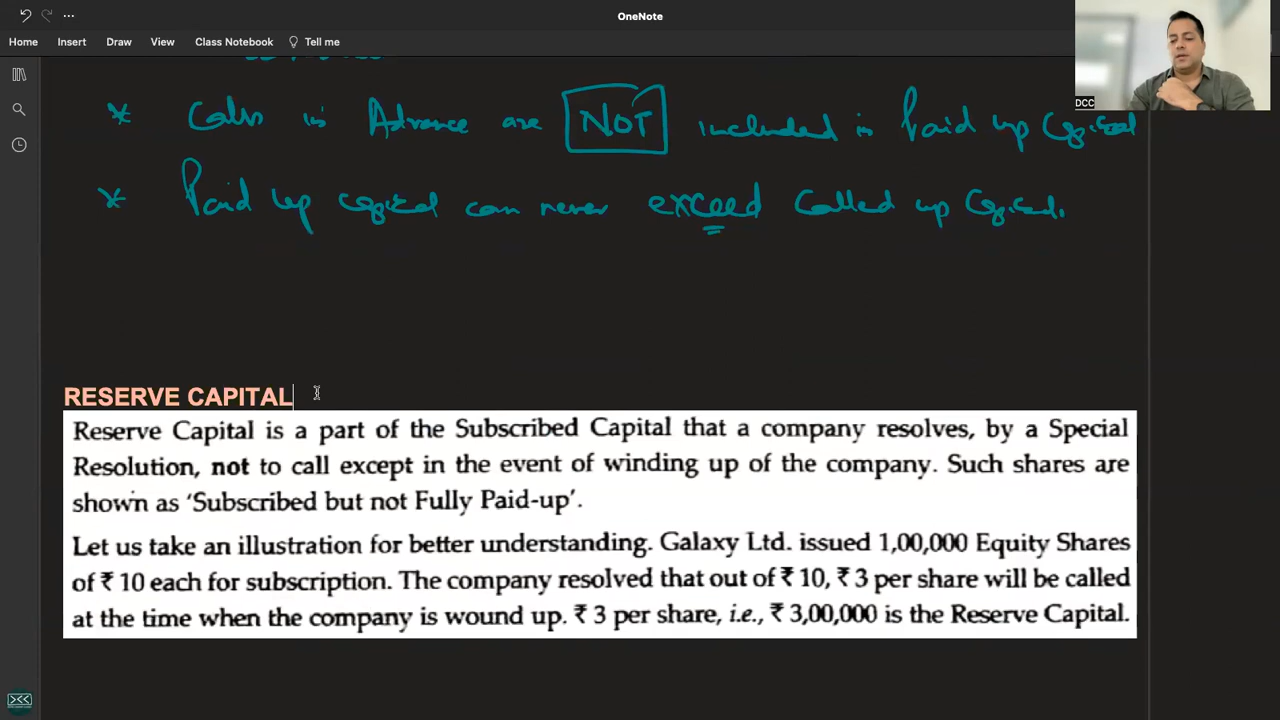 OneNote
Home Insert Draw View Class Notebook Tell me
* Calls in Advance are NOT included in Paid up Capital
* Paid up capital can never exceed Called up Capital.
DCC
RESERVE CAPITAL
Reserve Capital is a part of the Subscribed Capital that a company resolves, by a Special
Resolution, not to call except in the event of winding up of the company. Such shares are
shown as ‘Subscribed but not Fully Paid-up’.
Let us take an illustration for better understanding. Galaxy Ltd. issued 1,00,000 Equity Shares
of ₹ 10 each for subscription. The company resolved that out of ₹ 10, ₹ 3 per share will be called
at the time when the company is wound up. ₹ 3 per share, i.e., ₹ 3,00,000 is the Reserve Capital.